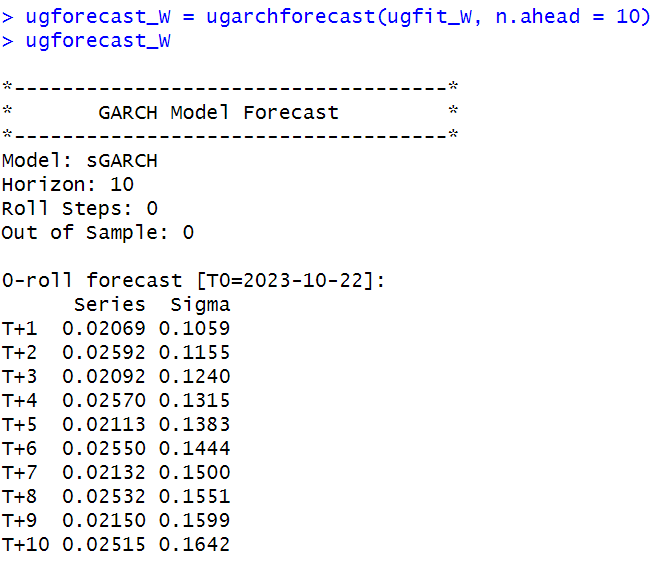 > ugforecast_W = ugarchforecast(ugfit_W, n.ahead = 10)
> ugforecast_W
*------------------------------------*
*       GARCH Model Forecast         *
*------------------------------------*
Model: sGARCH
Horizon: 10
Roll Steps: 0
Out of Sample: 0
0-roll forecast [T0=2023-10-22]:
      Series  Sigma
T+1  0.02069 0.1059
T+2  0.02592 0.1155
T+3  0.02092 0.1240
T+4  0.02570 0.1315
T+5  0.02113 0.1383
T+6  0.02550 0.1444
T+7  0.02132 0.1500
T+8  0.02532 0.1551
T+9  0.02150 0.1599
T+10 0.02515 0.1642